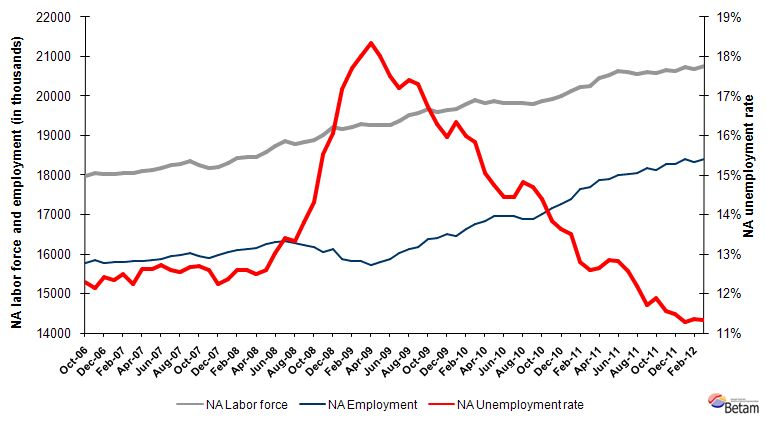 22000
21000
20000
19000
18000
17000
16000
15000
14000
NA labor force and employment (in thousands)
19%
18%
17%
16%
15%
14%
13%
12%
11%
NA unemployment rate
Oct-06
Dec-06
Feb-07
Apr-07
Jun-07
Aug-07
Oct-07
Dec-07
Feb-08
Apr-08
Jun-08
Aug-08
Oct-08
Dec-08
Feb-09
Apr-09
Jun-09
Aug-09
Oct-09
Dec-09
Feb-10
Apr-10
Jun-10
Aug-10
Oct-10
Dec-10
Feb-11
Apr-11
Jun-11
Aug-11
Oct-11
Dec-11
Feb-12
NA Labor force
NA Employment
NA Unemployment rate
Betam